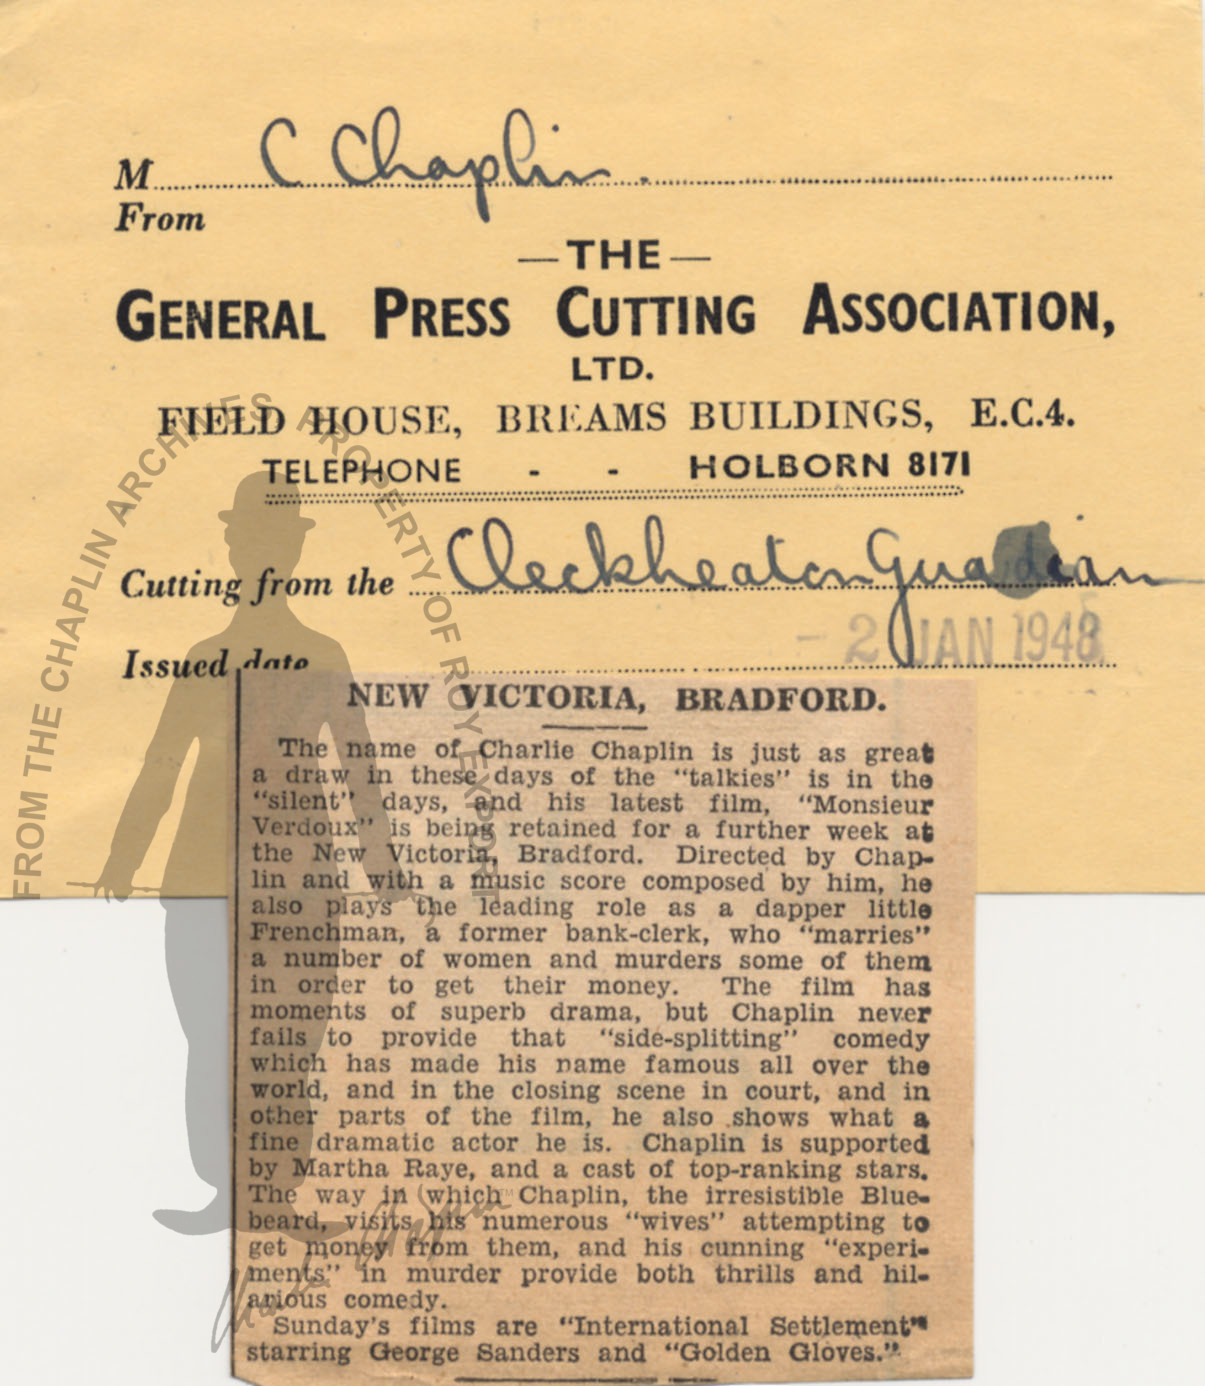 M C Chaplin.
From
—THE—
GENERAL PRESS CUTTING ASSOCIATION,
LTD.
FIELD HOUSE, BREAMS BUILDINGS, E.C.4.
TELEPHONE - - HOLBORN 8171
Cutting from the Cleckheaton Guardian
Issued date - 2 JAN 1948
NEW VICTORIA, BRADFORD.
The name of Charlie Chaplin is just as great
a draw in these days of the "talkies" is in the
"silent" days, and his latest film, "Monsieur
Verdoux" is being retained for a further week at
the New Victoria, Bradford. Directed by Chap-
lin and with a music score composed by him, he
also plays the leading role as a dapper little
Frenchman, a former bank-clerk, who "marries"
a number of women and murders some of them
in order to get their money. The film has
moments of superb drama, but Chaplin never
fails to provide that "side-splitting" comedy
which has made his name famous all over the
world, and in the closing scene in court, and in
other parts of the film, he also shows what a
fine dramatic actor he is. Chaplin is supported
by Martha Raye, and a cast of top-ranking stars.
The way in which Chaplin, the irresistible Blue-
beard, visits his numerous "wives" attempting to
get money from them, and his cunning "experi-
ments" in murder provide both thrills and hil-
arious comedy.
Sunday's films are "International Settlement"
starring George Sanders and "Golden Gloves."
FROM THE CHAPLIN ARCHIVES PROPERTY OF ROY EXPORT
Charlie Chaplin TM